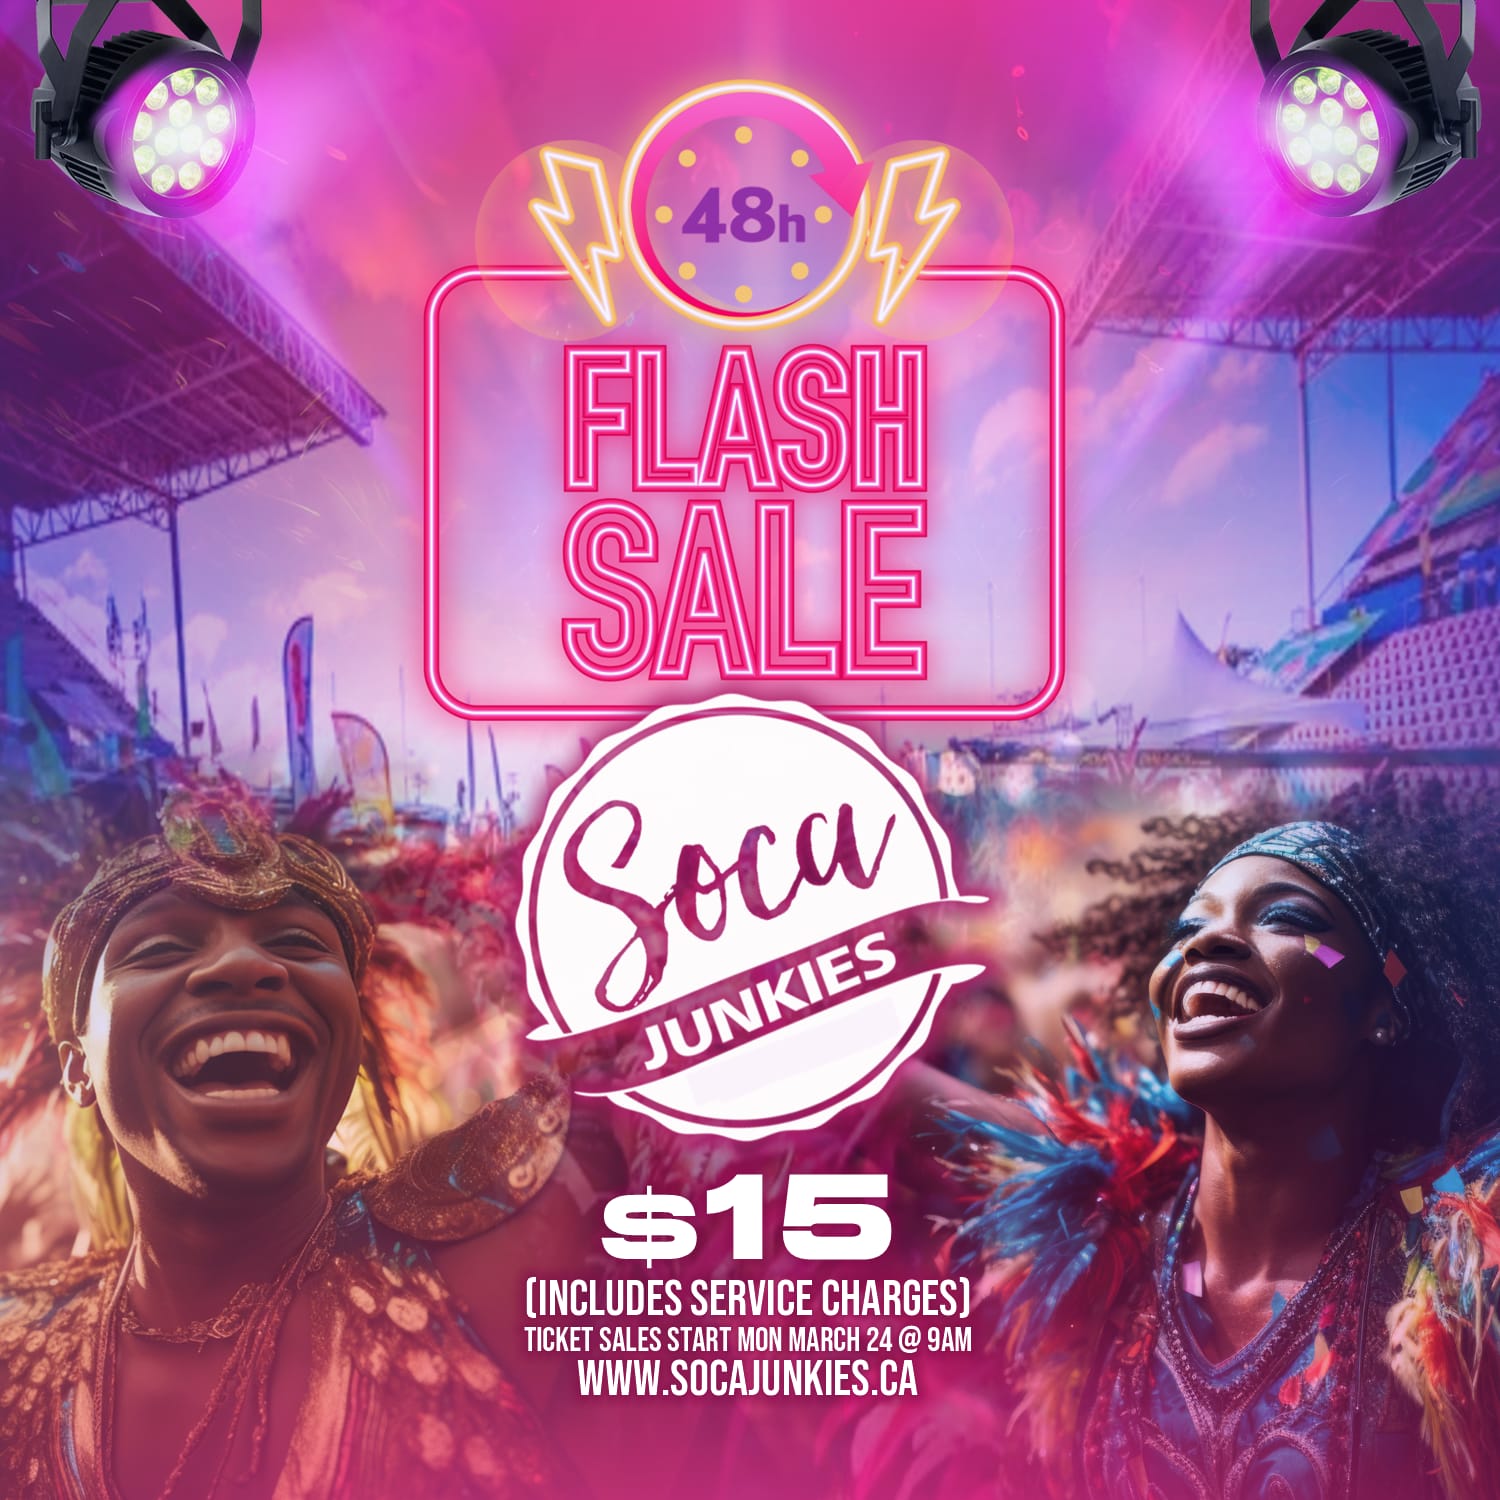 48h
FLASH
SALE
Soca
JUNKIES
$15
(INCLUDES SERVICE CHARGES)
TICKET SALES START MON MARCH 24 @ 9AM
WWW.SOCAJUNKIES.CA